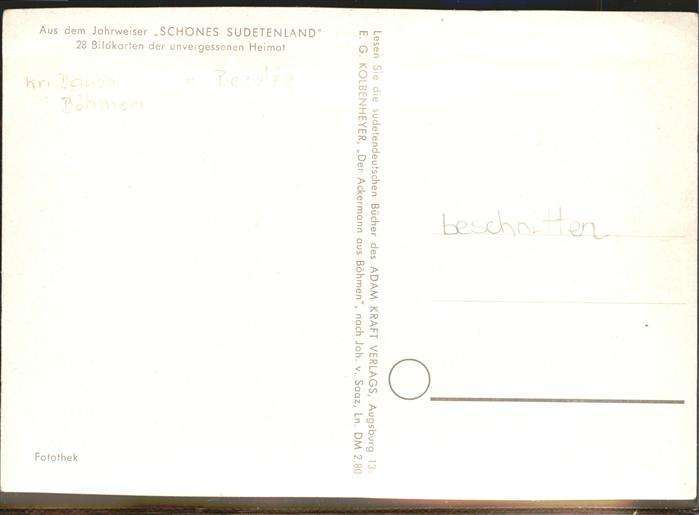 Aus dem Jahrweiser „SCHÖNES SUDETENLAND"
28 Bildkarten der unvergessenen Heimat
Böhmen
Lesen Sie die sudetendeutschen Bücher des ADAM KRAFT VERLAGS, Augsburg 13:
E. G. KOLBENHEYER, „Der Ackermann aus Böhmen", nach Joh. v. Saaz, Ln. DM 2.80
beschnitten
Fotothek